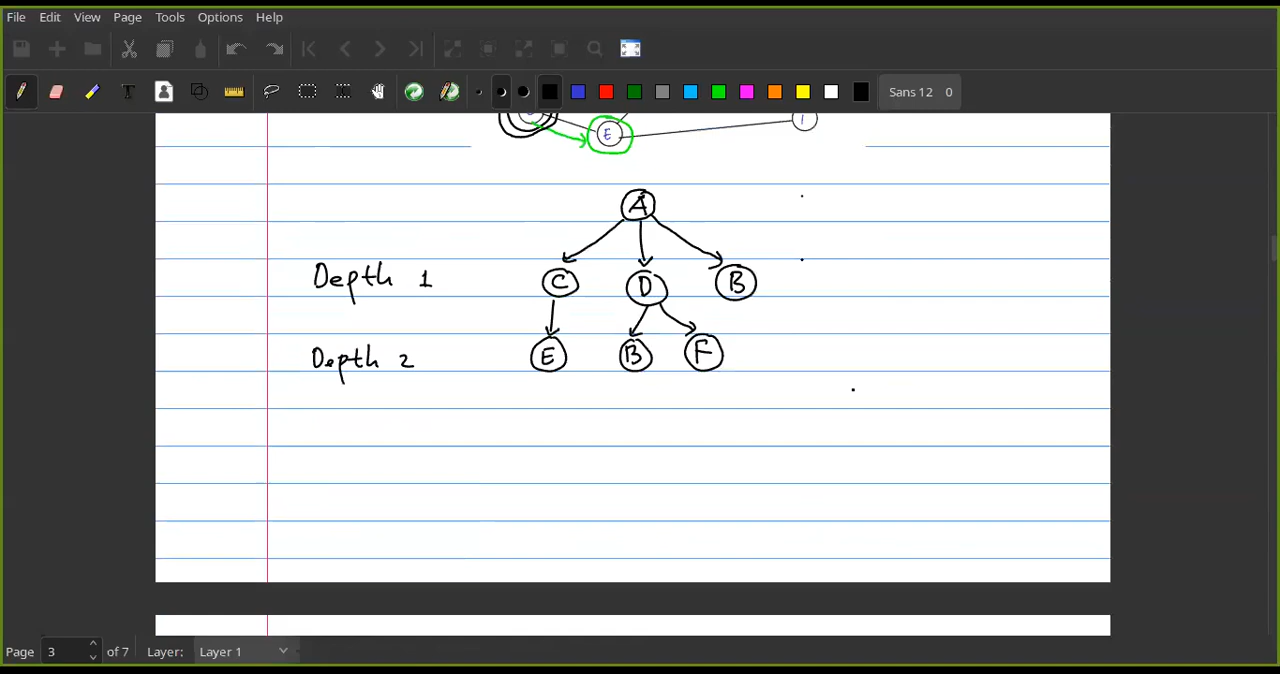 File Edit View Page Tools Options Help
Sans 12 0
E
A
Depth 1 C D B
Depth 2 E B F
Page 3 of 7 Layer: Layer 1